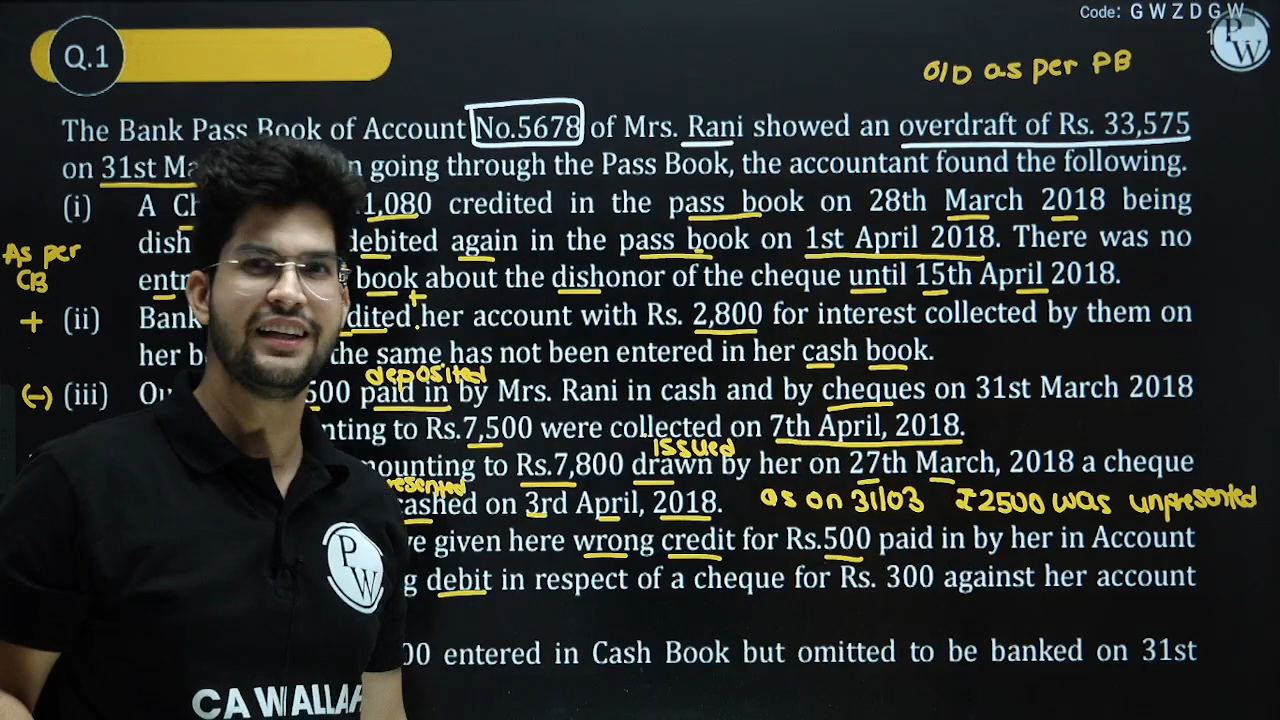 Code: G W Z D G W
P W
Q.1
O/D as per PB
The Bank Pass Book of Account No.5678 of Mrs. Rani showed an overdraft of Rs. 33,575
on 31st Ma going through the Pass Book, the accountant found the following.
(i) A 1,080 credited in the pass book on 28th March 2018 being
dish debited again in the pass book on 1st April 2018. There was no
As per
CB
entr book about the dishonor of the cheque until 15th April 2018.
+ (ii) Bank her account with Rs. 2,800 for interest collected by them on
her the same has not been entered in her cash book.
deposited
(-) (iii) 500 paid in by Mrs. Rani in cash and by cheques on 31st March 2018
to Rs.7,500 were collected on 7th April, 2018.
issued
to Rs.7,800 drawn by her on 27th March, 2018 a cheque
cashed on 3rd April, 2018. as on 31/03 ₹2500 was unpresented
given here wrong credit for Rs.500 paid in by her in Account
debit in respect of a cheque for Rs. 300 against her account
00 entered in Cash Book but omitted to be banked on 31st
P W
CA WALLAH